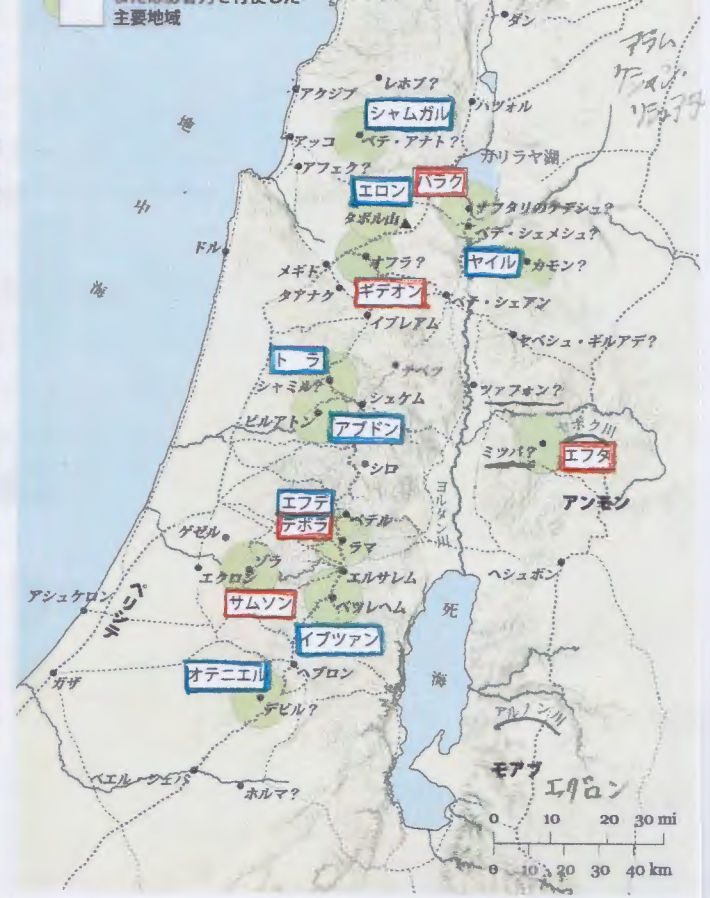 主要地域
ダン
アラム
レホブ?
アクジブ
シャムガル
ハツォル
アッコ
ベテ・アナト?
アフェク?
ガリラヤ湖
エロン
バラク
ナフタリのケデシュ?
タボル山
ベテ・シェメシュ?
ドル
オフラ?
ヤイル
カモン?
メギド
ギデオン
タアナク
ベテ・シェアン
イブレアム
ヤベシュ・ギルアデ?
トラ
テベツ
シャミル?
ツァフォン?
シェケム
ピルアトン
アブドン
ヤボク川
ミツパ?
エフタ
シロ
アンモン
ヨルダン川
エフデ
デボラ
ベテル
ゲゼル
ラマ
ゾラ
エクロン
エルサレム
ヘシュボン
アシュケロン
ペリシテ
サムソン
ベツレヘム
イブツァン
オテニエル
ヘブロン
ガザ
デビル?
死海
地中海
アルノン川
モアブ
エグロン
ベエル・シェバ
ホルマ?
0 10 20 30 mi
0 10 20 30 40 km